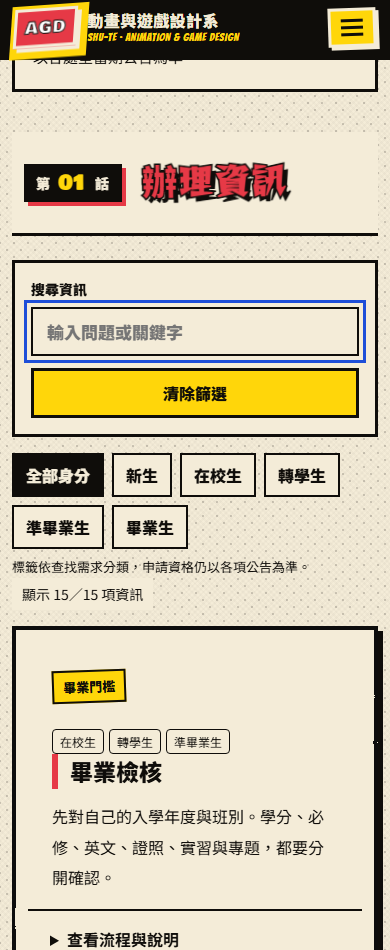 AGD
動畫與遊戲設計系
SHU-TE · ANIMATION & GAME DESIGN
第 01 話
辦理資訊
搜尋資訊
輸入問題或關鍵字
清除篩選
全部身分
新生
在校生
轉學生
準畢業生
畢業生
標籤依查找需求分類，申請資格仍以各項公告為準。
顯示 15／15 項資訊
畢業門檻
在校生
轉學生
準畢業生
畢業檢核
先對自己的入學年度與班別。學分、必
修、英文、證照、實習與專題，都要分
開確認。
▶ 查看流程與說明